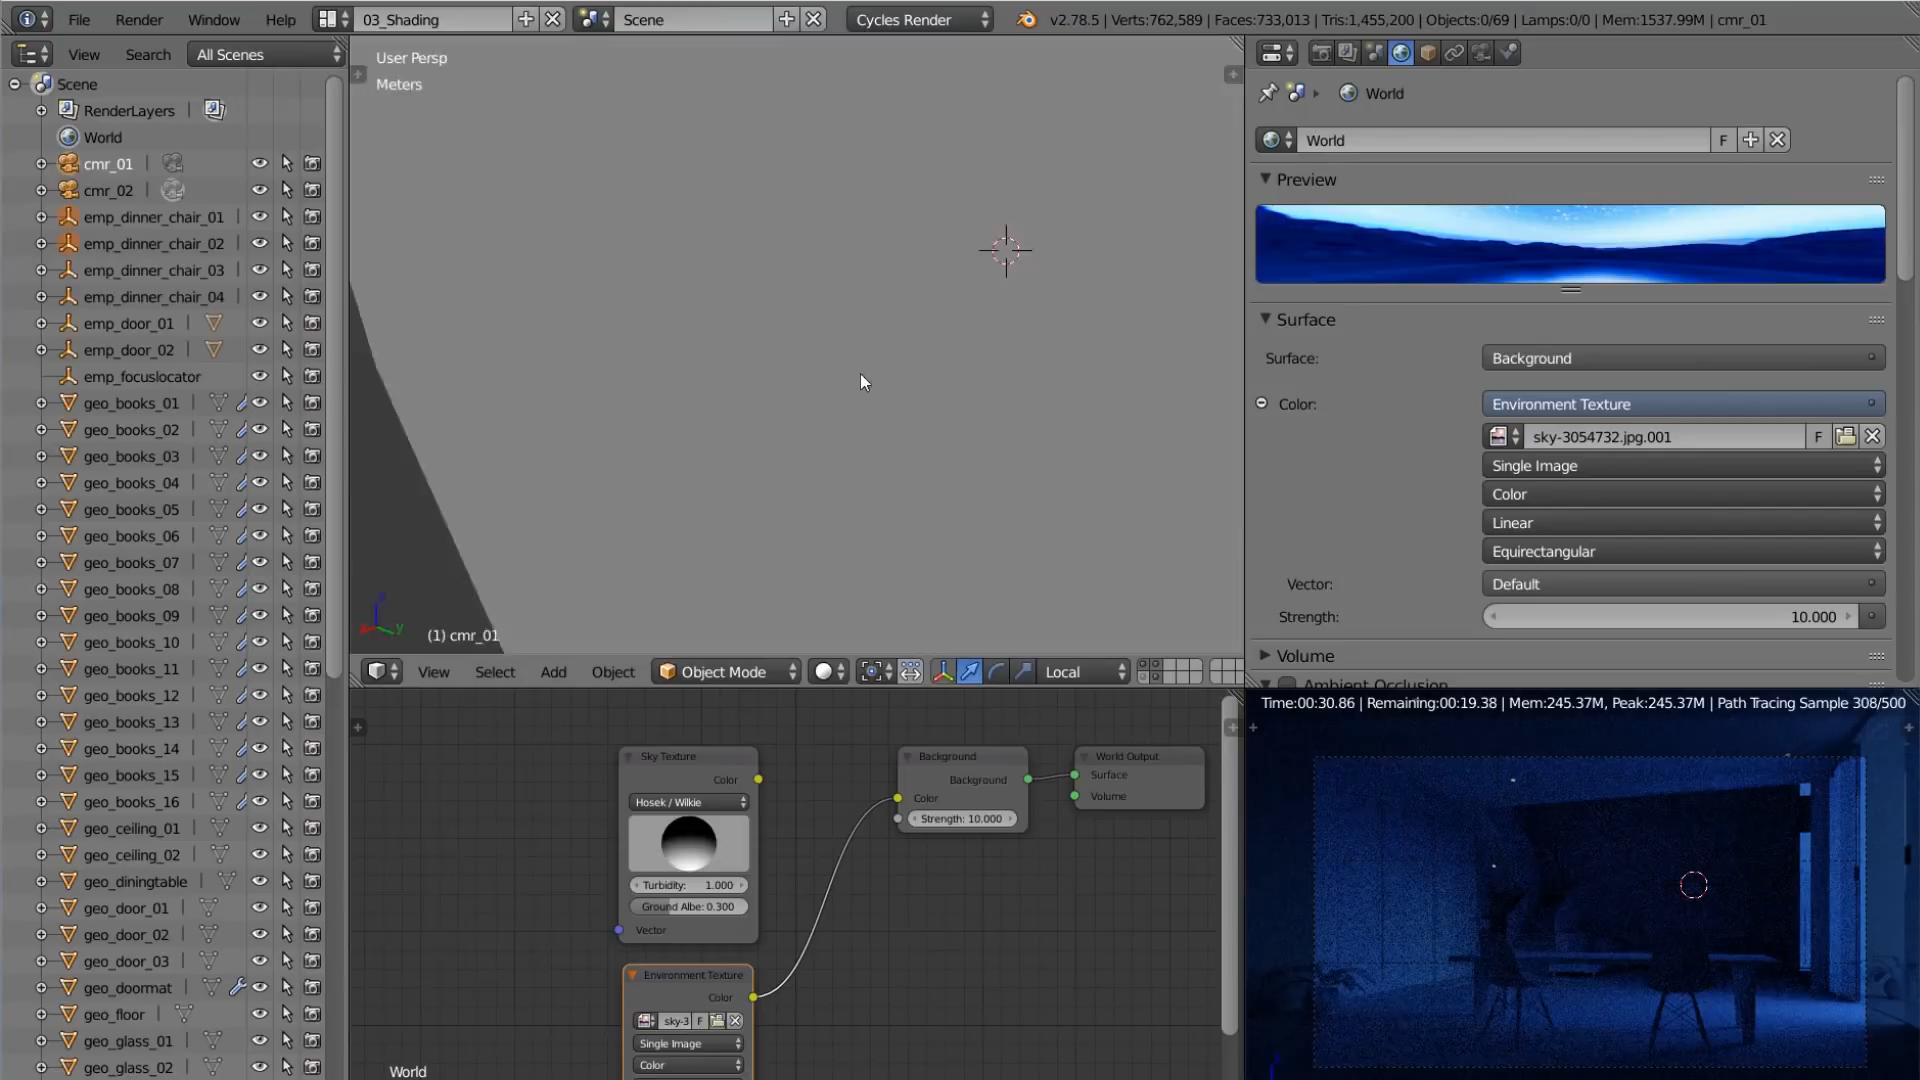 File Render Window Help 03_Shading Scene Cycles Render v2.78.5 | Verts:762,589 | Faces:733,013 | Tris:1,455,200 | Objects:0/69 | Lamps:0/0 | Mem:1537.99M | cmr_01
View Search All Scenes
Scene
RenderLayers
World
cmr_01
cmr_02
emp_dinner_chair_01
emp_dinner_chair_02
emp_dinner_chair_03
emp_dinner_chair_04
emp_door_01
emp_door_02
emp_focuslocator
geo_books_01
geo_books_02
geo_books_03
geo_books_04
geo_books_05
geo_books_06
geo_books_07
geo_books_08
geo_books_09
geo_books_10
geo_books_11
geo_books_12
geo_books_13
geo_books_14
geo_books_15
geo_books_16
geo_ceiling_01
geo_ceiling_02
geo_diningtable
geo_door_01
geo_door_02
geo_door_03
geo_doormat
geo_floor
geo_glass_01
geo_glass_02
User Persp
Meters
(1) cmr_01
View Select Add Object Object Mode Local
Sky Texture
Color
Hosek / Wilkie
Turbidity: 1.000
Ground Albe: 0.300
Vector
Environment Texture
Color
sky-3 F
Single Image
Color
Background
Background
Color
Strength: 10.000
World Output
Surface
Volume
World
World
World F
Preview
Surface
Surface: Background
Color: Environment Texture
sky-3054732.jpg.001 F
Single Image
Color
Linear
Equirectangular
Vector: Default
Strength: 10.000
Volume
Ambient Occlusion
Time:00:30.86 | Remaining:00:19.38 | Mem:245.37M, Peak:245.37M | Path Tracing Sample 308/500